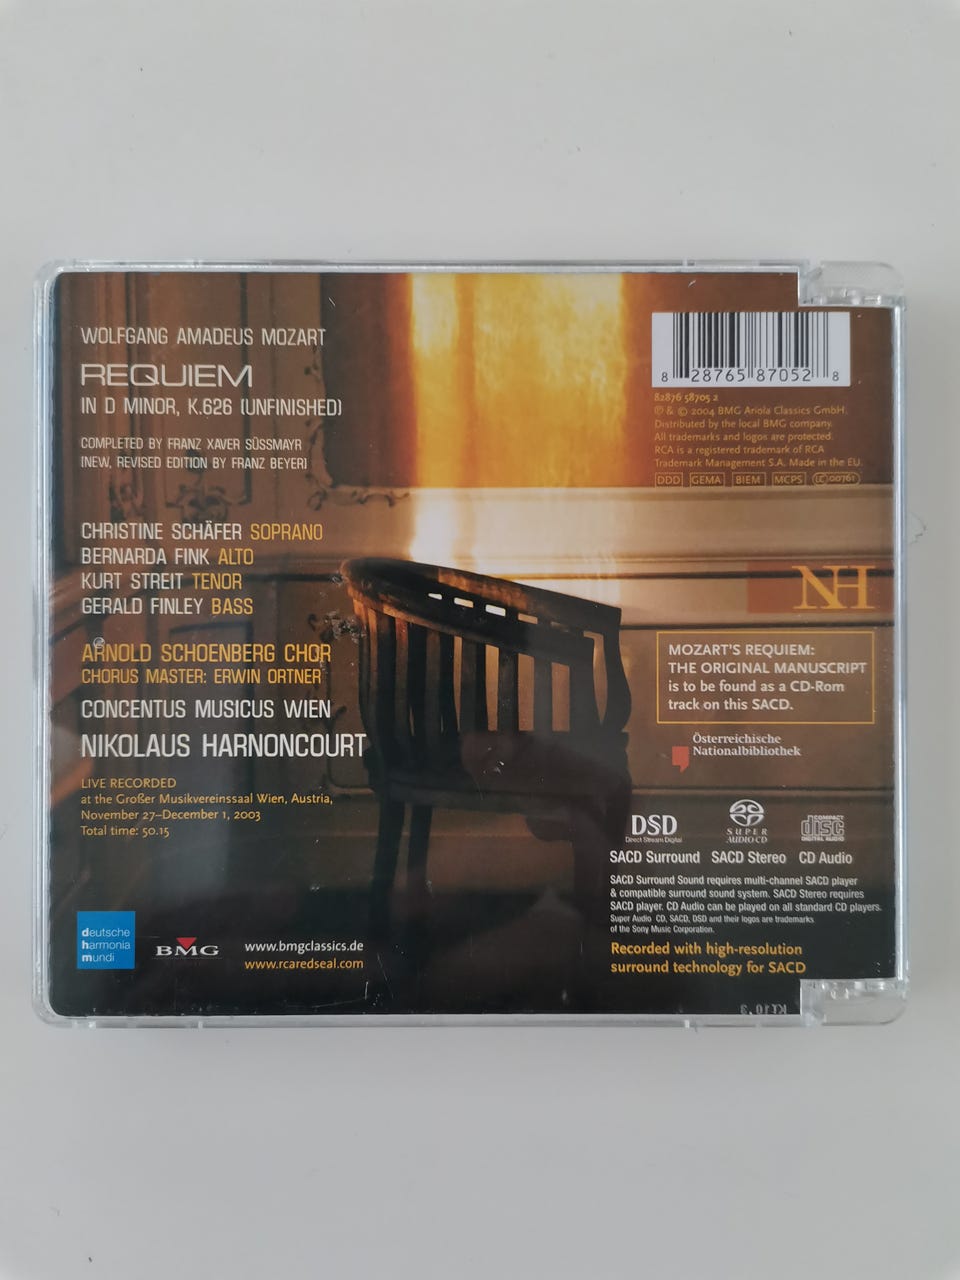 WOLFGANG AMADEUS MOZART
REQUIEM
IN D MINOR, K.626 (UNFINISHED)
COMPLETED BY FRANZ XAVER SÜSSMAYR
(NEW, REVISED EDITION BY FRANZ BEYER)
CHRISTINE SCHÄFER SOPRANO
BERNARDA FINK ALTO
KURT STREIT TENOR
GERALD FINLEY BASS
ARNOLD SCHOENBERG CHOR
CHORUS MASTER: ERWIN ORTNER
CONCENTUS MUSICUS WIEN
NIKOLAUS HARNONCOURT
LIVE RECORDED
at the Großer Musikvereinssaal Wien, Austria,
November 27–December 1, 2003
Total time: 50.15
deutsche
harmonia
mundi
BMG
www.bmgclassics.de
www.rcaredseal.com
8 28765 87052 8
82876 58705 2
℗ & © 2004 BMG Ariola Classics GmbH.
Distributed by the local BMG company.
All trademarks and logos are protected.
RCA is a registered trademark of RCA
Trademark Management S.A. Made in the EU.
DDD GEMA BIEM MCPS LC 00761
NH
MOZART'S REQUIEM:
THE ORIGINAL MANUSCRIPT
is to be found as a CD-Rom
track on this SACD.
Österreichische
Nationalbibliothek
DSD
Direct Stream Digital
SUPER
AUDIO CD
COMPACT
disc
DIGITAL AUDIO
SACD Surround SACD Stereo CD Audio
SACD Surround Sound requires multi-channel SACD player
& compatible surround sound system. SACD Stereo requires
SACD player. CD Audio can be played on all standard CD players.
Super Audio CD, SACD, DSD and their logos are trademarks
of the Sony Music Corporation.
Recorded with high-resolution
surround technology for SACD